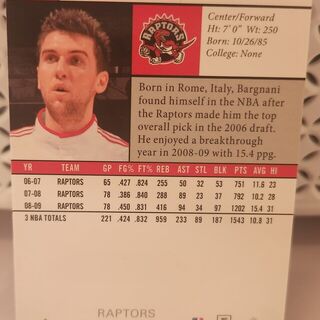 RAPTORS
Center/Forward
Ht: 7' 0" Wt: 250
Born: 10/26/85
College: None
Born in Rome, Italy, Bargnani
found himself in the NBA after
the Raptors made him the top
overall pick in the 2006 draft.
He enjoyed a breakthrough
year in 2008-09 with 15.4 ppg.
YR TEAM GP FG% FT% REB AST STL BLK PTS AVG HI
06-07 RAPTORS 65 .427 .824 255 50 32 53 751 11.6 23
07-08 RAPTORS 78 .386 .840 288 92 21 37 792 10.2 28
08-09 RAPTORS 78 .450 .831 416 94 34 97 1202 15.4 31
3 NBA TOTALS 221 .424 .832 959 233 89 187 1543 10.8 31
RAPTORS